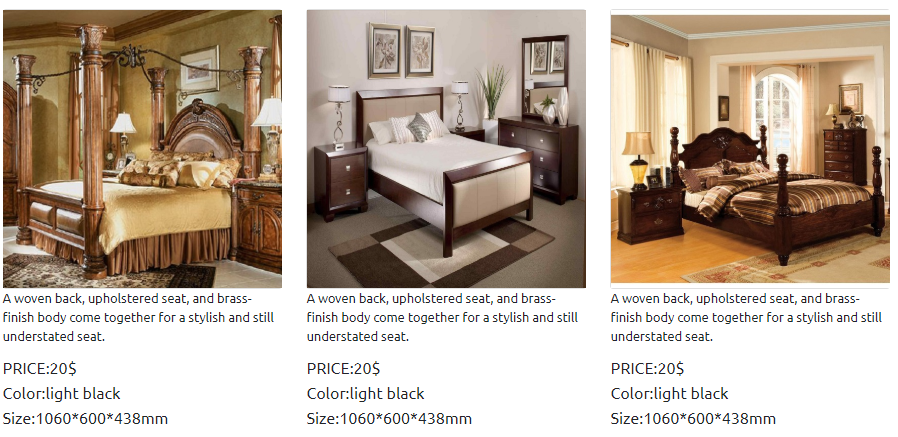 A woven back, upholstered seat, and brass-
finish body come together for a stylish and still
understated seat.
PRICE:20$
Color:light black
Size:1060*600*438mm
A woven back, upholstered seat, and brass-
finish body come together for a stylish and still
understated seat.
PRICE:20$
Color:light black
Size:1060*600*438mm
A woven back, upholstered seat, and brass-
finish body come together for a stylish and still
understated seat.
PRICE:20$
Color:light black
Size:1060*600*438mm